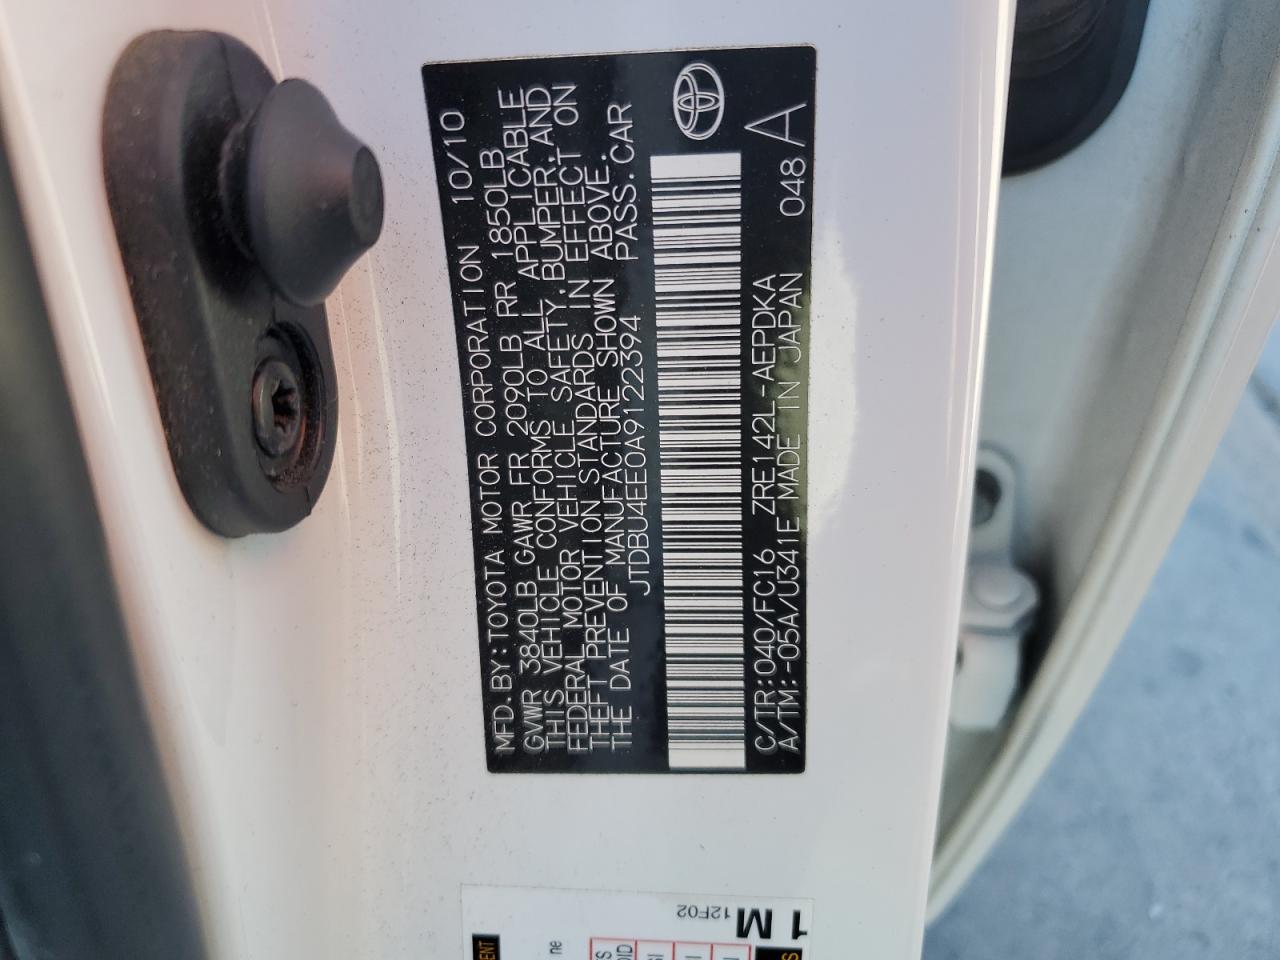 MFD.BY:TOYOTA MOTOR CORPORATION 10/10
GVWR 3840LB GAWR FR 2090LB RR 1850LB
THIS VEHICLE CONFORMS TO ALL APPLICABLE
FEDERAL MOTOR VEHICLE SAFETY,BUMPER,AND
THEFT PREVENTION STANDARDS IN EFFECT ON
THE DATE OF MANUFACTURE SHOWN ABOVE.
JTDBU4EE0A9122394 PASS.CAR
C/TR:040/FC16 ZRE142L-AEPDKA 048
A/TM:-05A/U341E MADE IN JAPAN A
1M
12F02